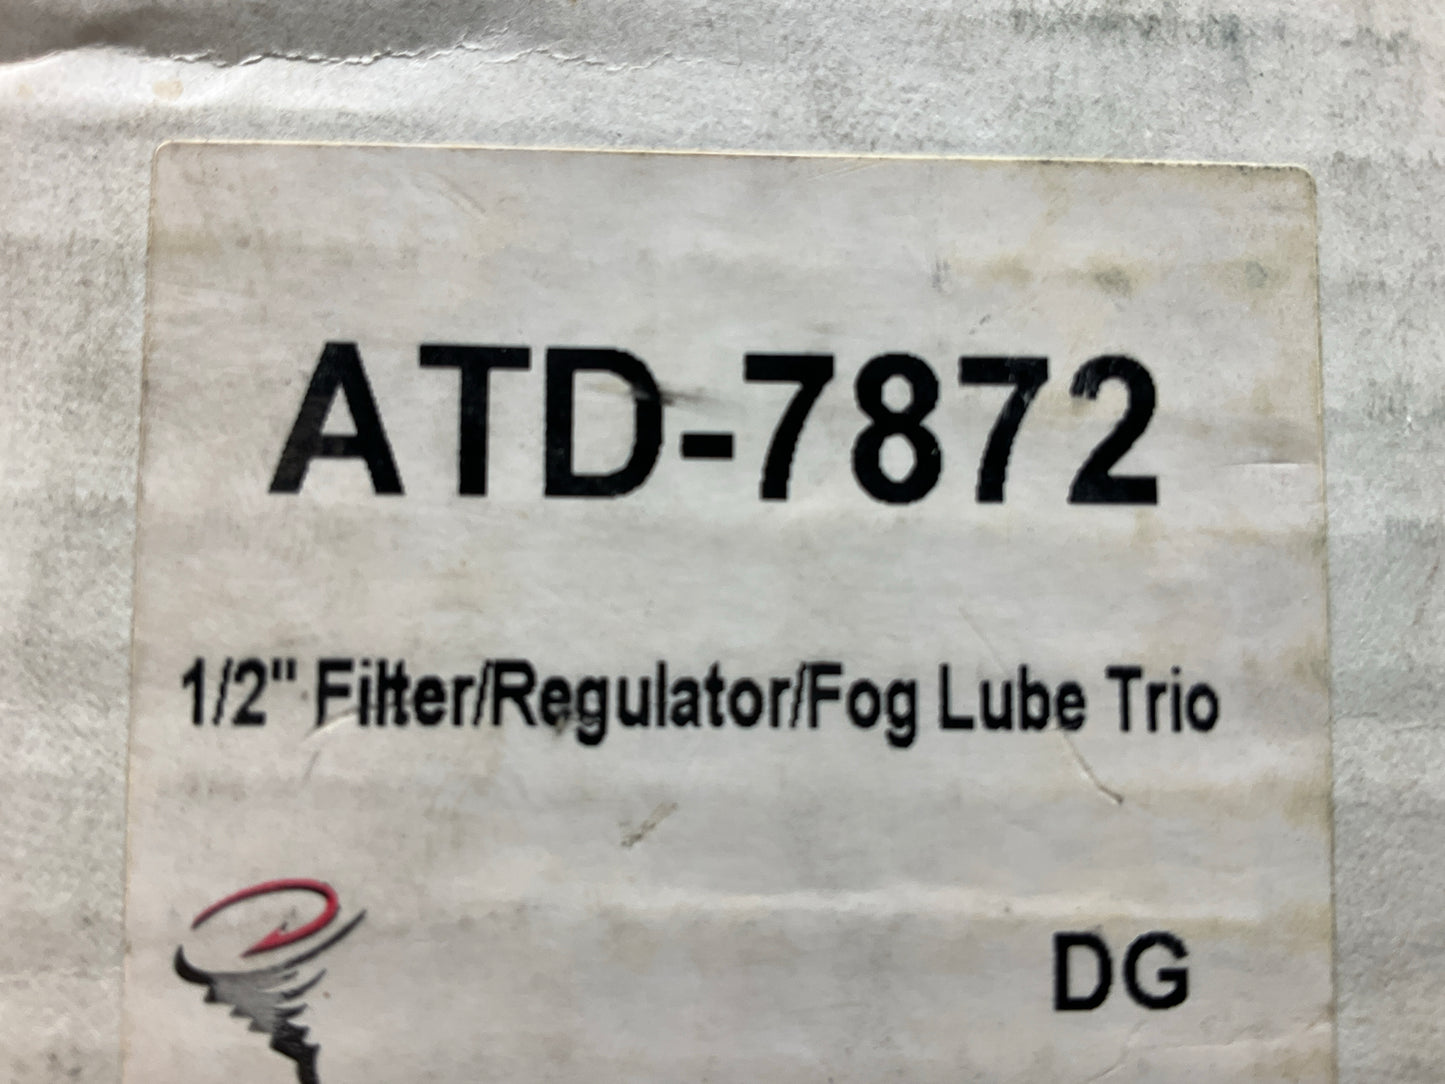 ATD-7872
1/2" Filter/Regulator/Fog Lube Trio
DG